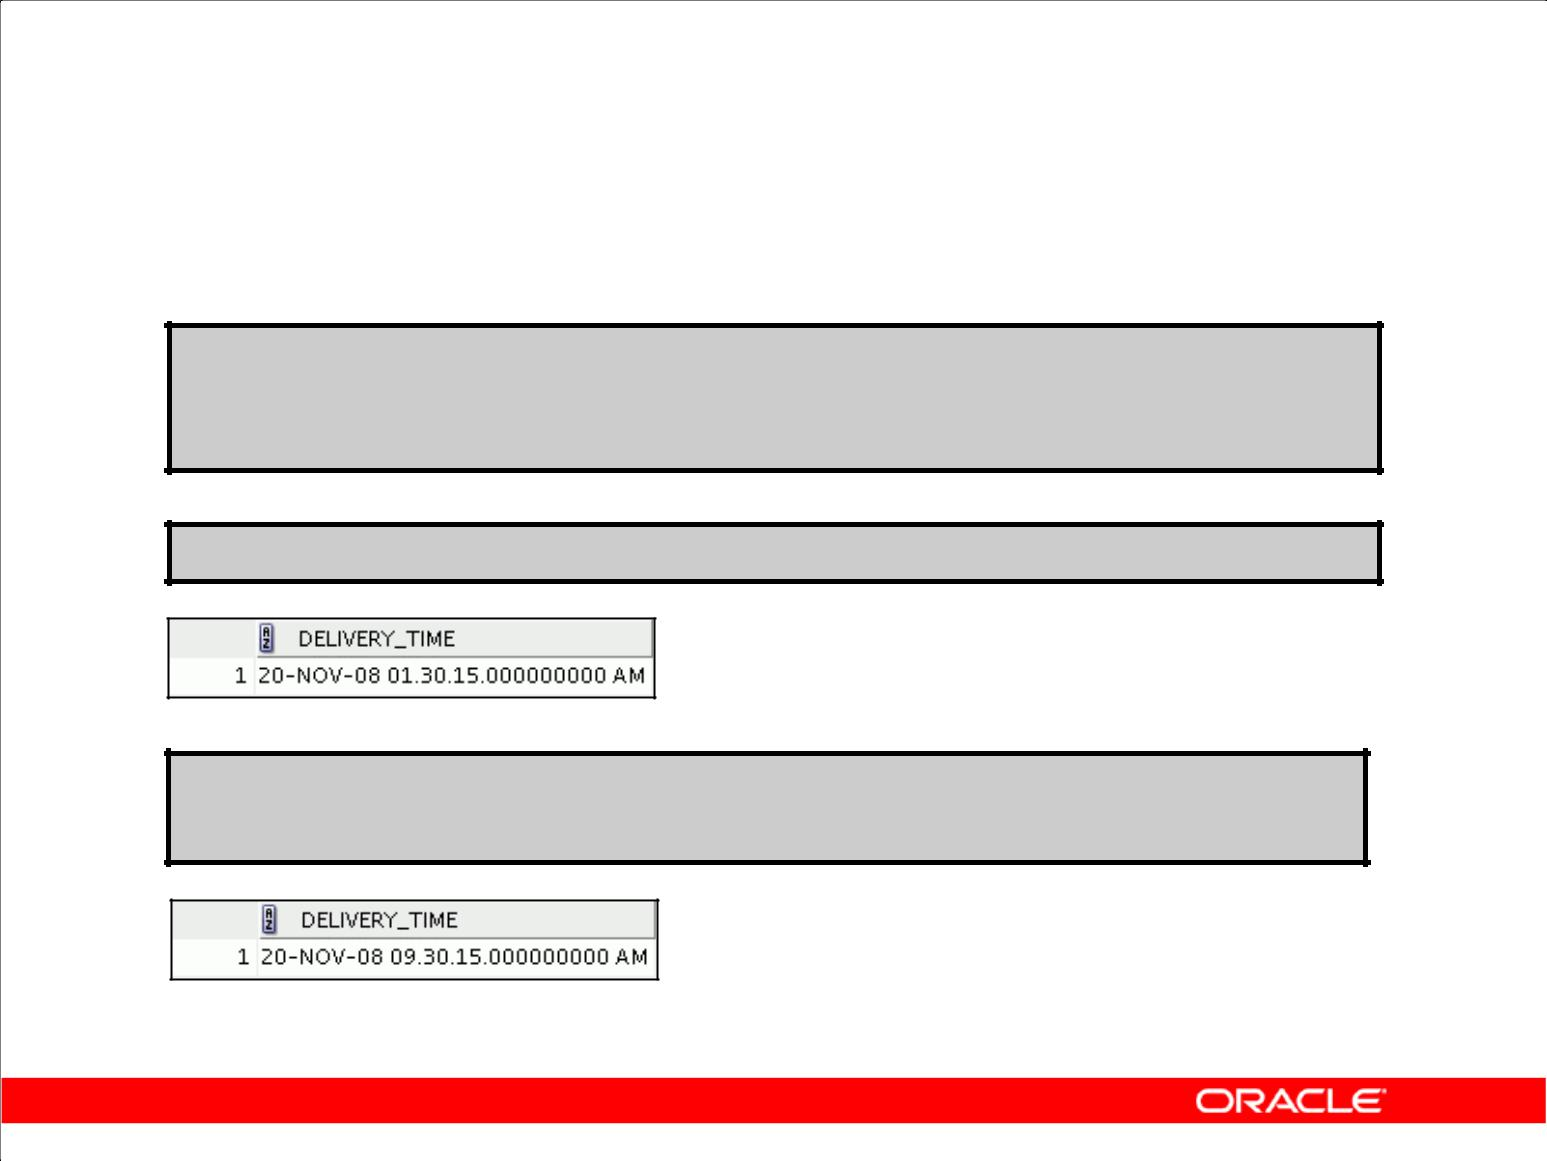 DELIVERY_TIME
1 20-NOV-08 01.30.15.000000000 AM
DELIVERY_TIME
1 20-NOV-08 09.30.15.000000000 AM
ORACLE